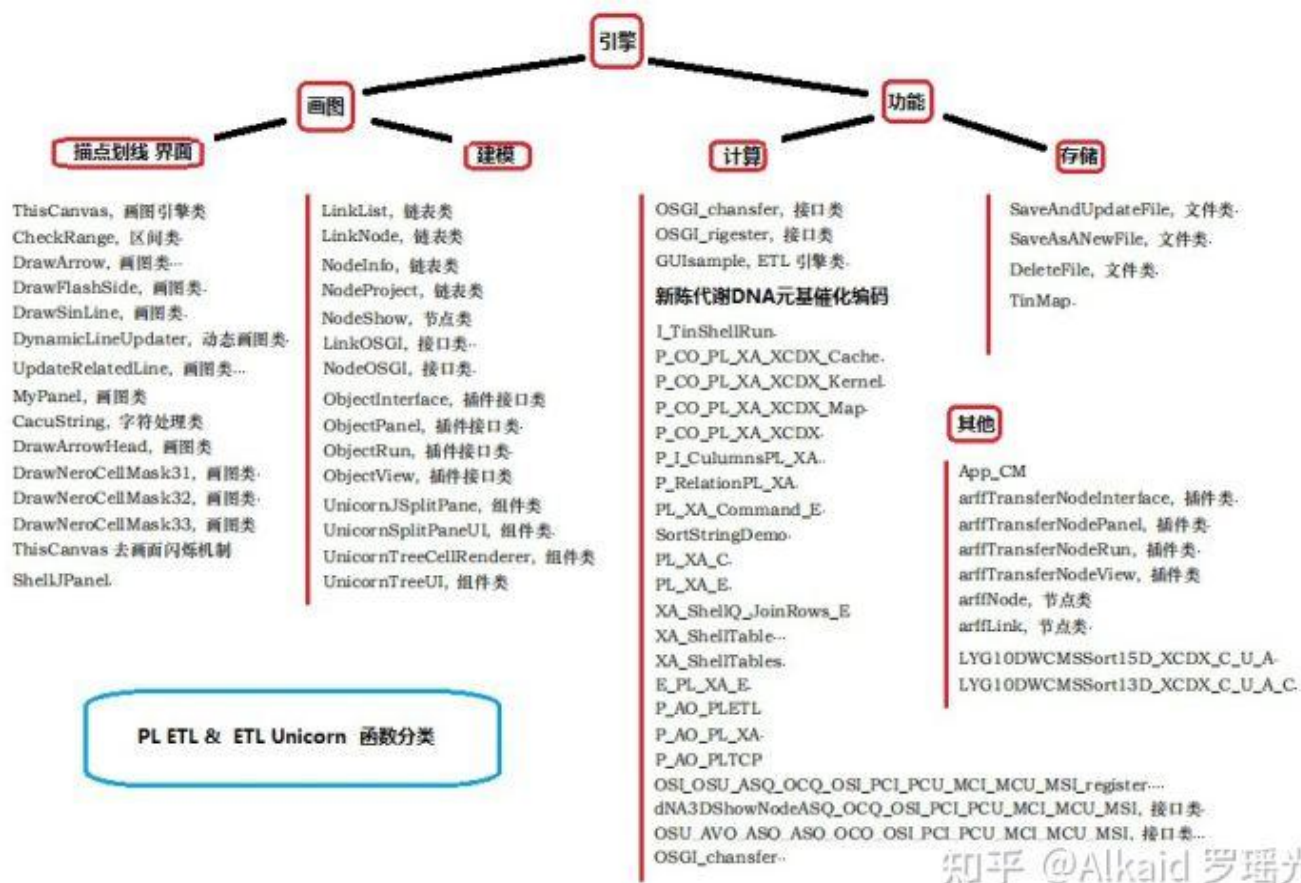 引擎
画图
功能
描点划线 界面
建模
计算
存储
ThisCanvas, 画图引擎类
CheckRange, 区间类.
DrawArrow, 画图类...
DrawFlashSide, 画图类.
DrawSinLine, 画图类.
DynamicLineUpdater, 动态画图类.
UpdateRelatedLine, 画图类...
MyPanel, 画图类
CacuString, 字符处理类
DrawArrowHead, 画图类
DrawNeroCellMask31, 画图类.
DrawNeroCellMask32, 画图类.
DrawNeroCellMask33, 画图类
ThisCanvas 去画面闪烁机制
ShellJPanel.
LinkList, 链表类
LinkNode, 链表类
NodeInfo, 链表类
NodeProject, 链表类
NodeShow, 节点类
LinkOSGI, 接口类..
NodeOSGI, 接口类.
ObjectInterface, 插件接口类
ObjectPanel, 插件接口类.
ObjectRun, 插件接口类.
ObjectView, 插件接口类
UnicornJSplitPane, 组件类.
UnicornSplitPaneUI, 组件类.
UnicornTreeCellRenderer, 组件类
UnicornTreeUI, 组件类
OSGI_chansfer, 接口类
OSGI_rigester, 接口类
GUIsample, ETL 引擎类.
新陈代谢DNA元基催化编码
I_TinShellRun.
P_CO_PL_XA_XCDX_Cache.
P_CO_PL_XA_XCDX_Kernel.
P_CO_PL_XA_XCDX_Map.
P_CO_PL_XA_XCDX.
P_I_CulumnsPL_XA..
P_RelationPL_XA.
PL_XA_Command_E.
SortStringDemo.
PL_XA_C.
PL_XA_E.
XA_ShellQ_JoinRows_E
XA_ShellTable...
XA_ShellTables.
E_PL_XA_E.
P_AO_PLETL
P_AO_PL_XA.
P_AO_PLTCP
OSI_OSU_ASQ_OCQ_OSI_PCI_PCU_MCI_MCU_MSI_register....
dNA3DShowNodeASQ_OCQ_OSI_PCI_PCU_MCI_MCU_MSI, 接口类.
OSU_AVO_ASO_ASO_OCO_OSI_PCI_PCU_MCI_MCU_MSI, 接口类...
OSGI_chansfer..
SaveAndUpdateFile, 文件类.
SaveAsANewFile, 文件类.
DeleteFile, 文件类.
TinMap.
其他
App_CM
arffTransferNodeInterface, 插件类.
arffTransferNodePanel, 插件类.
arffTransferNodeRun, 插件类.
arffTransferNodeView, 插件类
arffNode, 节点类
arffLink, 节点类.
LYG10DWCMSSort15D_XCDX_C_U_A.
LYG10DWCMSSort13D_XCDX_C_U_A_C.
PL ETL & ETL Unicorn 函数分类
知乎 @Alkaid 罗瑶光